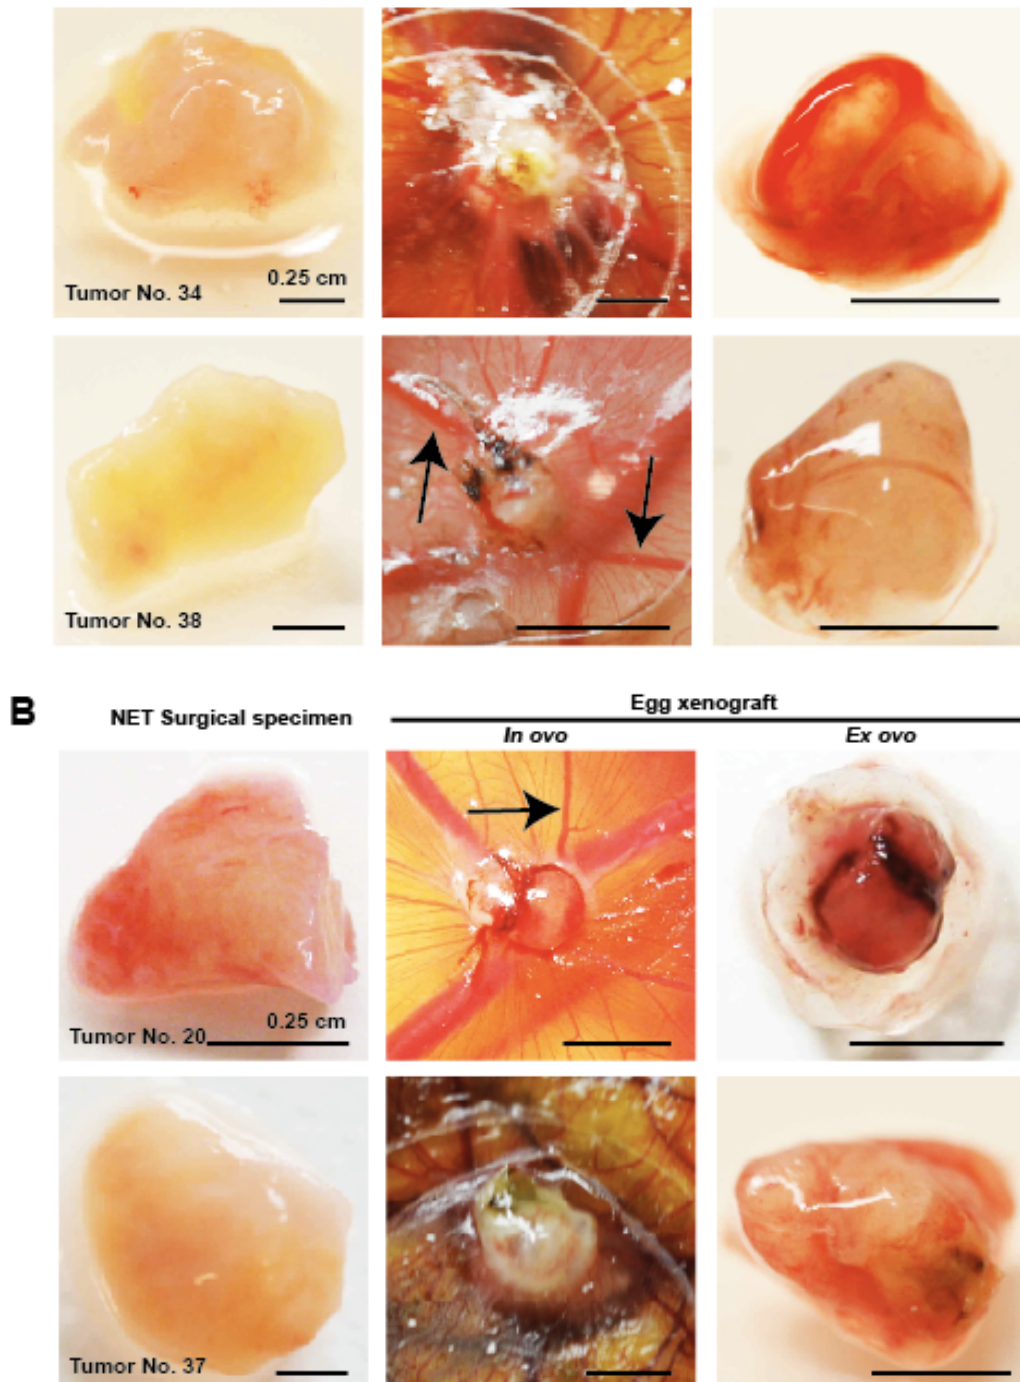 0.25 cm
Tumor No. 34
Tumor No. 38
B
NET Surgical specimen
Egg xenograft
In ovo
Ex ovo
0.25 cm
Tumor No. 20
Tumor No. 37